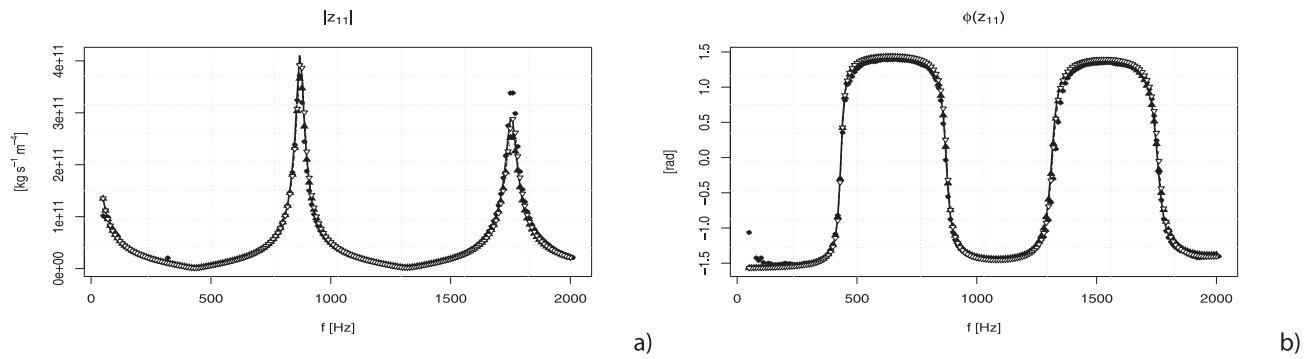 |z₁₁|
[kg s⁻¹ m⁻⁴]
4e+11
3e+11
2e+11
1e+11
0e+00
0 500 1000 1500 2000
f [Hz]
a)
ϕ(z₁₁)
[rad]
1.5
1.0
0.5
0.0
−0.5
−1.0
−1.5
0 500 1000 1500 2000
f [Hz]
b)